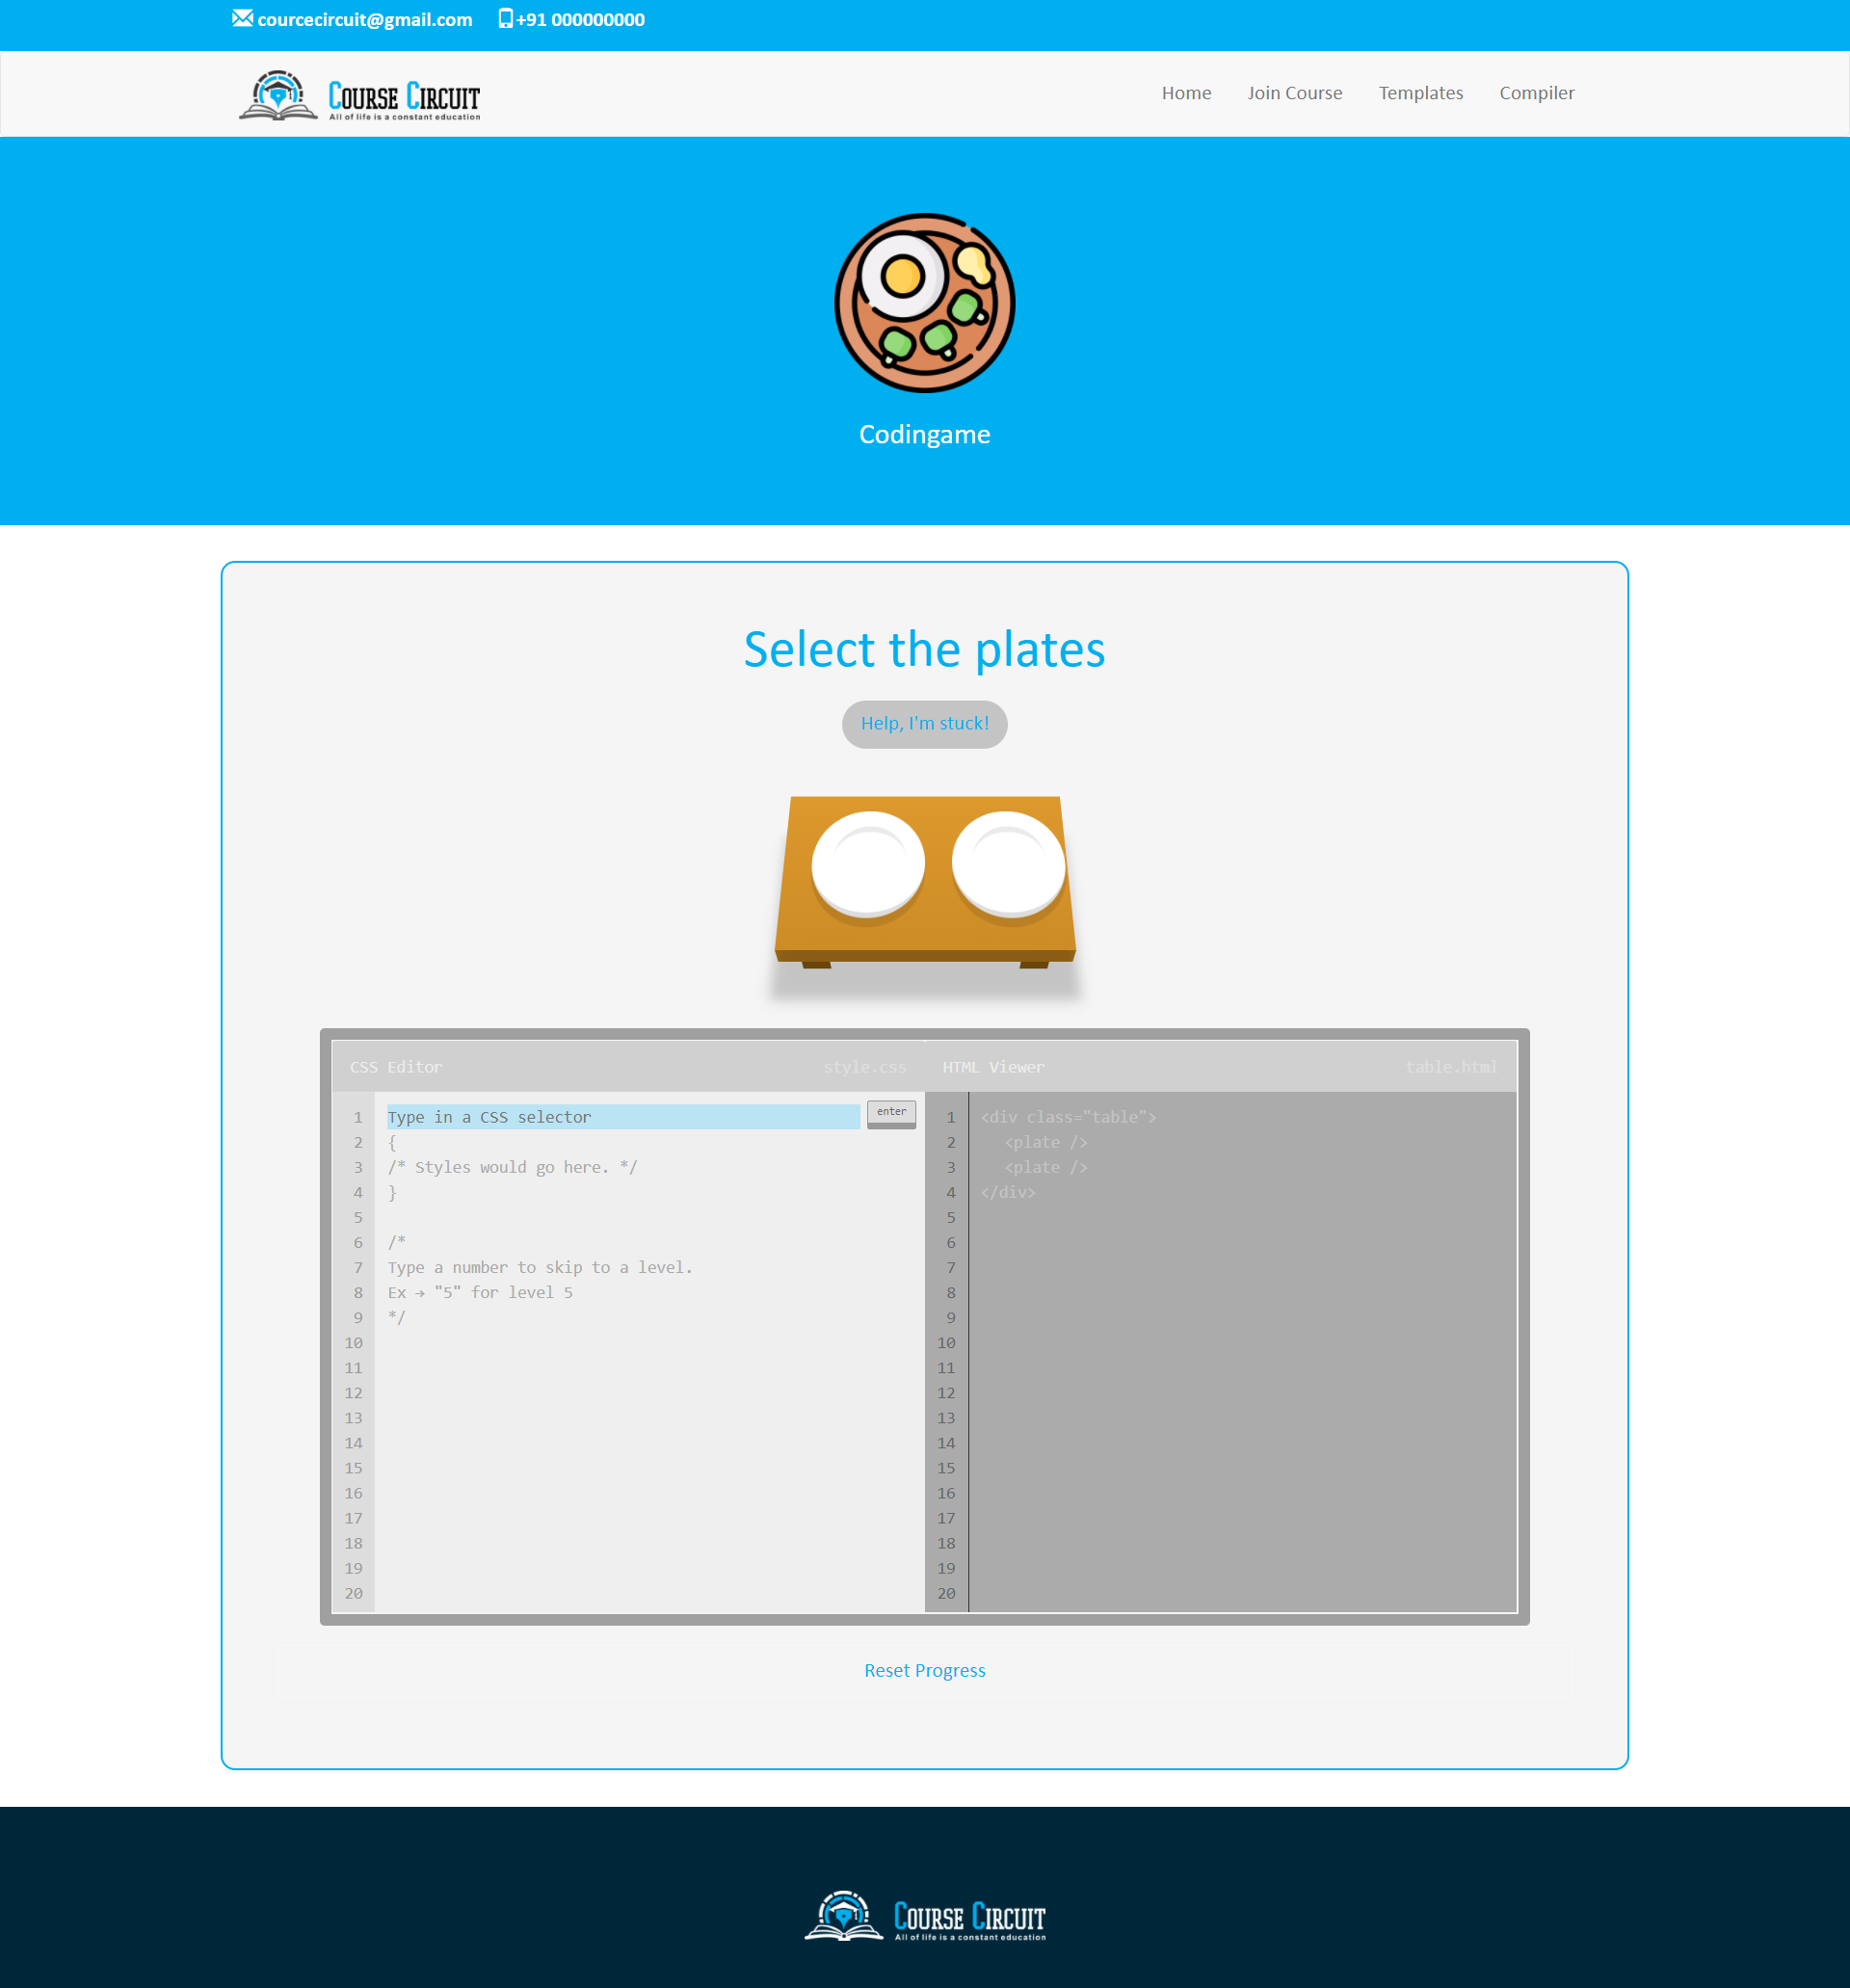 courcecircuit@gmail.com +91 000000000
COURSE CIRCUIT
All of life is a constant education
Home Join Course Templates Compiler
Codingame
Select the plates
Help, I'm stuck!
CSS Editor style.css
1 Type in a CSS selector enter
2 {
3 /* Styles would go here. */
4 }
5
6 /*
7 Type a number to skip to a level.
8 Ex → "5" for level 5
9 */
10
11
12
13
14
15
16
17
18
19
20
HTML Viewer table.html
1 <div class="table">
2 <plate />
3 <plate />
4 </div>
5
6
7
8
9
10
11
12
13
14
15
16
17
18
19
20
Reset Progress
COURSE CIRCUIT
All of life is a constant education